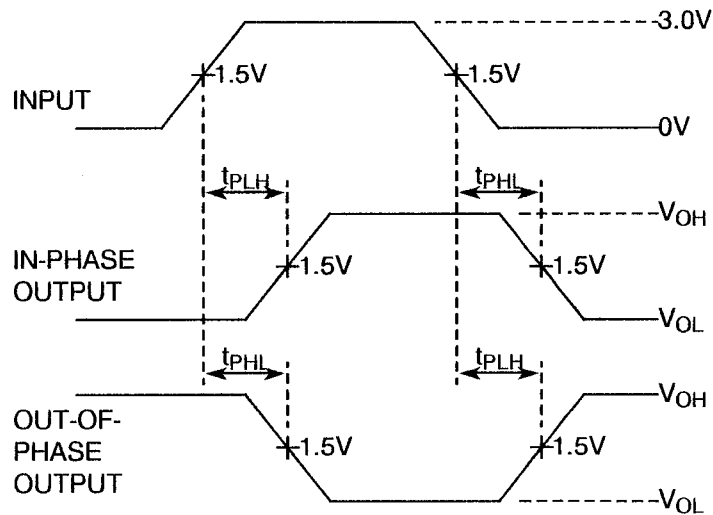 3.0V
1.5V
1.5V
INPUT
0V
tPLH
tPHL
VOH
IN-PHASE
OUTPUT
1.5V
1.5V
VOL
tPHL
tPLH
VOH
OUT-OF-
PHASE
OUTPUT
1.5V
1.5V
VOL